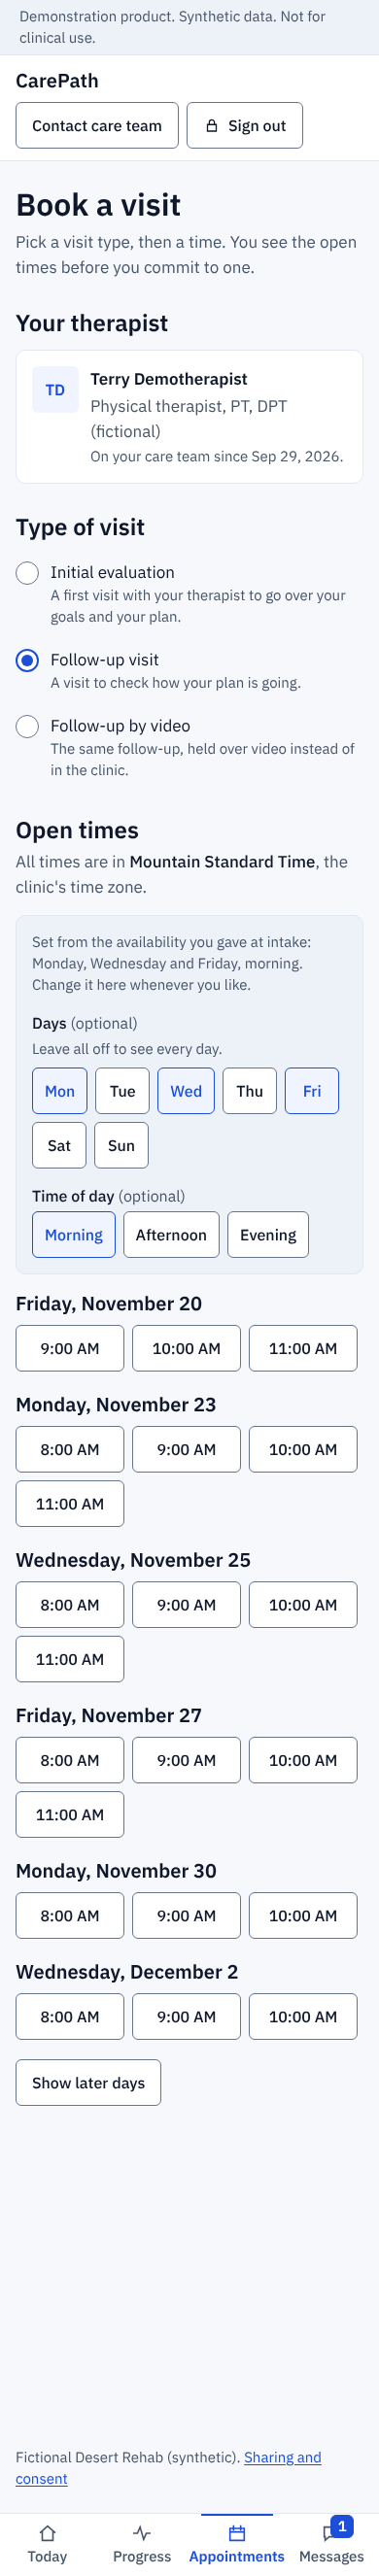 Demonstration product. Synthetic data. Not for
clinical use.
CarePath
Contact care team
Sign out
Book a visit
Pick a visit type, then a time. You see the open
times before you commit to one.
Your therapist
TD
Terry Demotherapist
Physical therapist, PT, DPT
(fictional)
On your care team since Sep 29, 2026.
Type of visit
Initial evaluation
A first visit with your therapist to go over your
goals and your plan.
Follow-up visit
A visit to check how your plan is going.
Follow-up by video
The same follow-up, held over video instead of
in the clinic.
Open times
All times are in Mountain Standard Time, the
clinic's time zone.
Set from the availability you gave at intake:
Monday, Wednesday and Friday, morning.
Change it here whenever you like.
Days (optional)
Leave all off to see every day.
Mon Tue Wed Thu Fri
Sat Sun
Time of day (optional)
Morning Afternoon Evening
Friday, November 20
9:00 AM 10:00 AM 11:00 AM
Monday, November 23
8:00 AM 9:00 AM 10:00 AM
11:00 AM
Wednesday, November 25
8:00 AM 9:00 AM 10:00 AM
11:00 AM
Friday, November 27
8:00 AM 9:00 AM 10:00 AM
11:00 AM
Monday, November 30
8:00 AM 9:00 AM 10:00 AM
Wednesday, December 2
8:00 AM 9:00 AM 10:00 AM
Show later days
Fictional Desert Rehab (synthetic). Sharing and
consent
1
Today Progress Appointments Messages